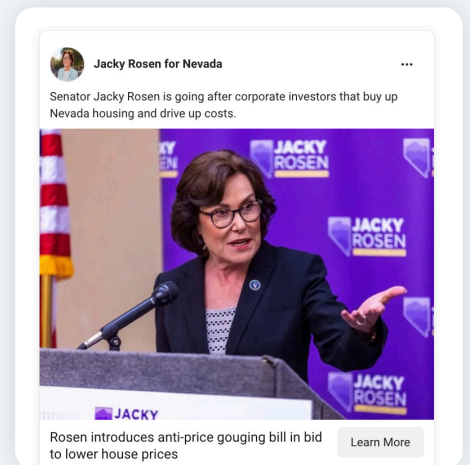 Jacky Rosen for Nevada
Senator Jacky Rosen is going after corporate investors that buy up
Nevada housing and drive up costs.
JACKY
ROSEN
JACKY
ROSEN
JACKY
ROSEN
JACKY
Rosen introduces anti-price gouging bill in bid
to lower house prices
Learn More